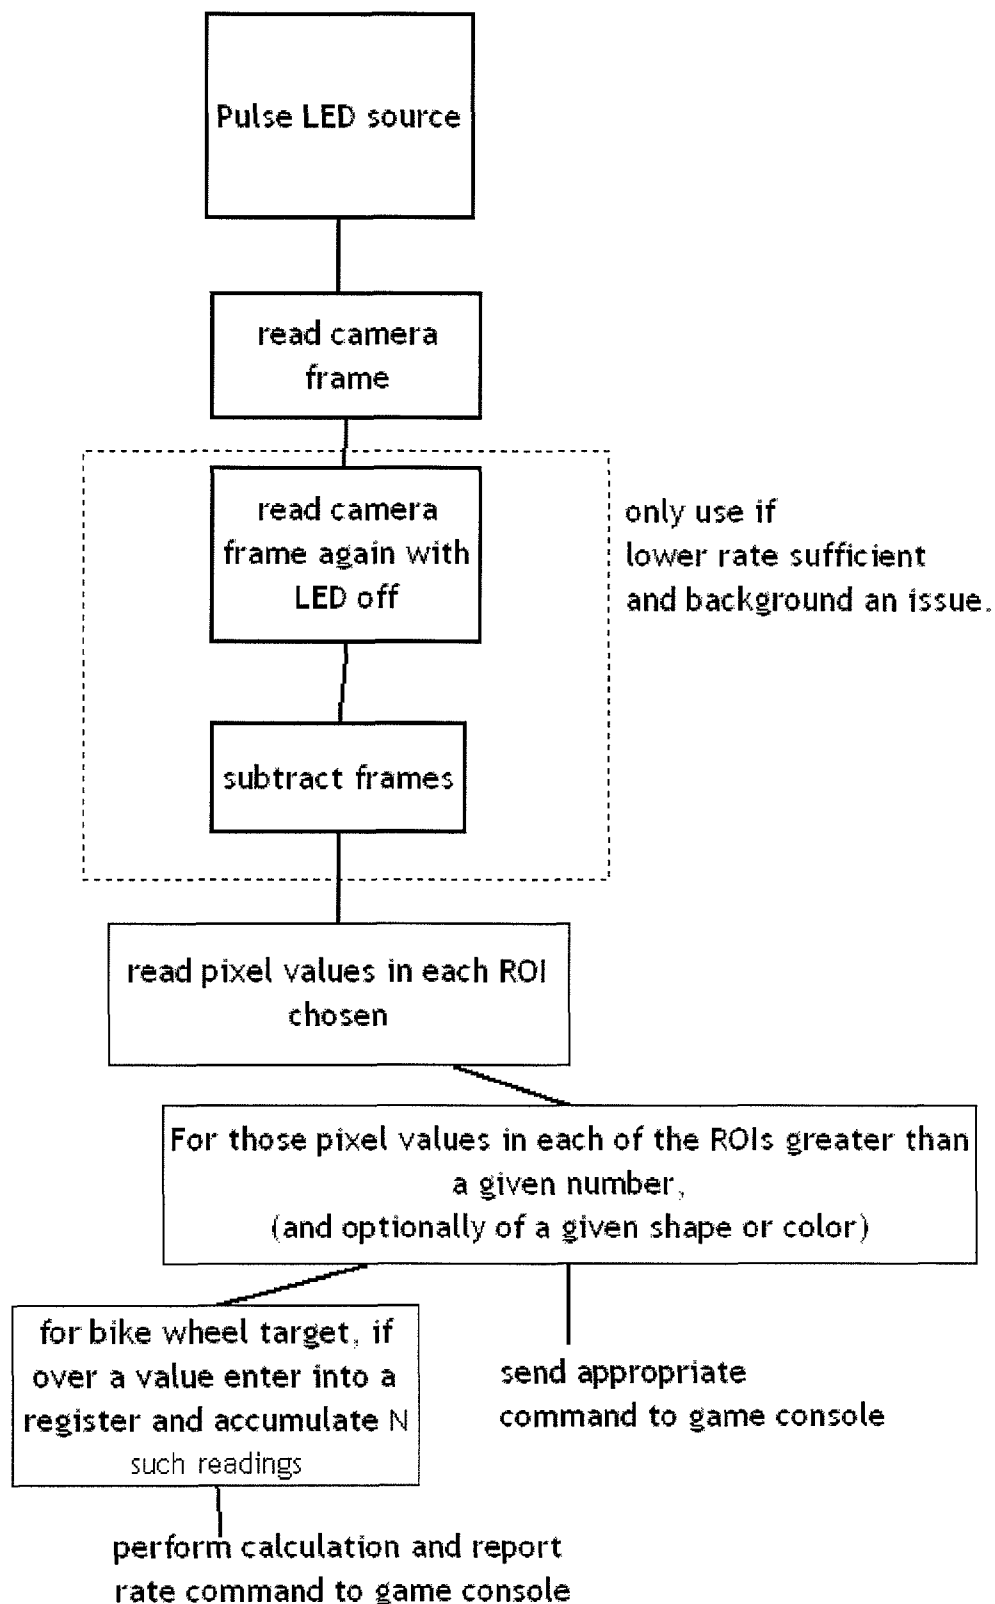 Pulse LED source
read camera
frame
read camera
frame again with
LED off
only use if
lower rate sufficient
and background an issue.
subtract frames
read pixel values in each ROI
chosen
For those pixel values in each of the ROIs greater than
a given number,
(and optionally of a given shape or color)
for bike wheel target, if
over a value enter into a
register and accumulate N
such readings
send appropriate
command to game console
perform calculation and report
rate command to game console